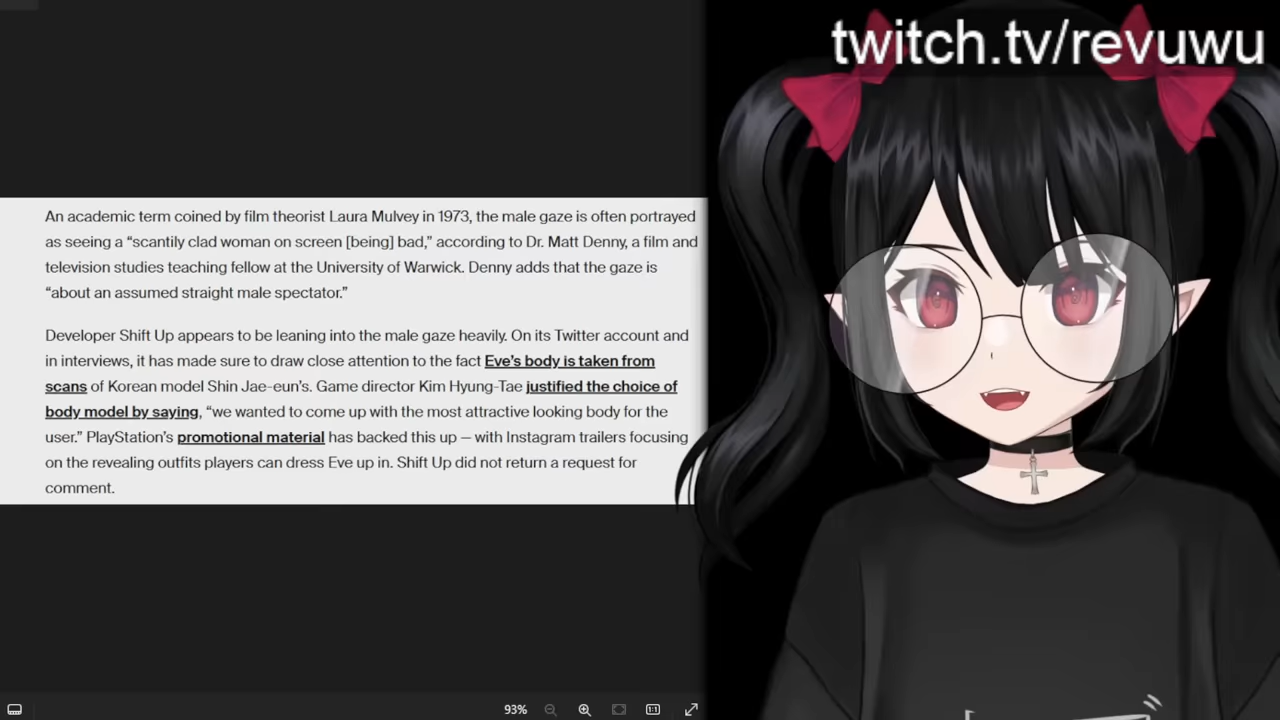 twitch.tv/revuwu
An academic term coined by film theorist Laura Mulvey in 1973, the male gaze is often portrayed
as seeing a “scantily clad woman on screen [being] bad,” according to Dr. Matt Denny, a film and
television studies teaching fellow at the University of Warwick. Denny adds that the gaze is
“about an assumed straight male spectator.”
Developer Shift Up appears to be leaning into the male gaze heavily. On its Twitter account and
in interviews, it has made sure to draw close attention to the fact Eve’s body is taken from
scans of Korean model Shin Jae-eun’s. Game director Kim Hyung-Tae justified the choice of
body model by saying, “we wanted to come up with the most attractive looking body for the
user.” PlayStation’s promotional material has backed this up — with Instagram trailers focusing
on the revealing outfits players can dress Eve up in. Shift Up did not return a request for
comment.
93%
1:1